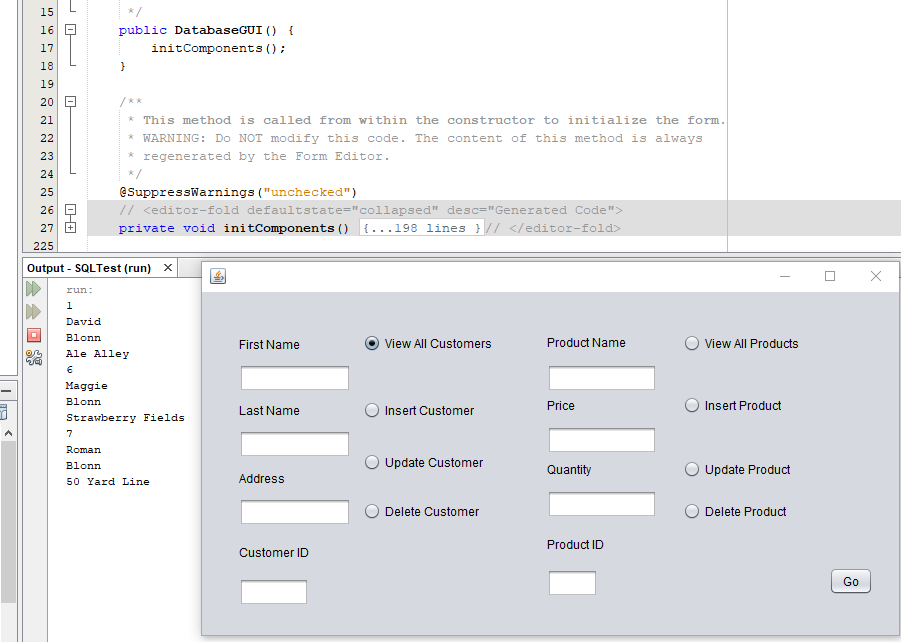 15 */
16 public DatabaseGUI() {
17 initComponents();
18 }
19
20 /**
21 * This method is called from within the constructor to initialize the form.
22 * WARNING: Do NOT modify this code. The content of this method is always
23 * regenerated by the Form Editor.
24 */
25 @SuppressWarnings("unchecked")
26 // <editor-fold defaultstate="collapsed" desc="Generated Code">
27 private void initComponents() {...198 lines }// </editor-fold>
225
Output - SQLTest (run)
run:
1
David
Blonn
Ale Alley
6
Maggie
Blonn
Strawberry Fields
7
Roman
Blonn
50 Yard Line
First Name View All Customers Product Name View All Products
Last Name Insert Customer Price Insert Product
Update Customer Quantity Update Product
Address
Delete Customer Delete Product
Customer ID Product ID
Go